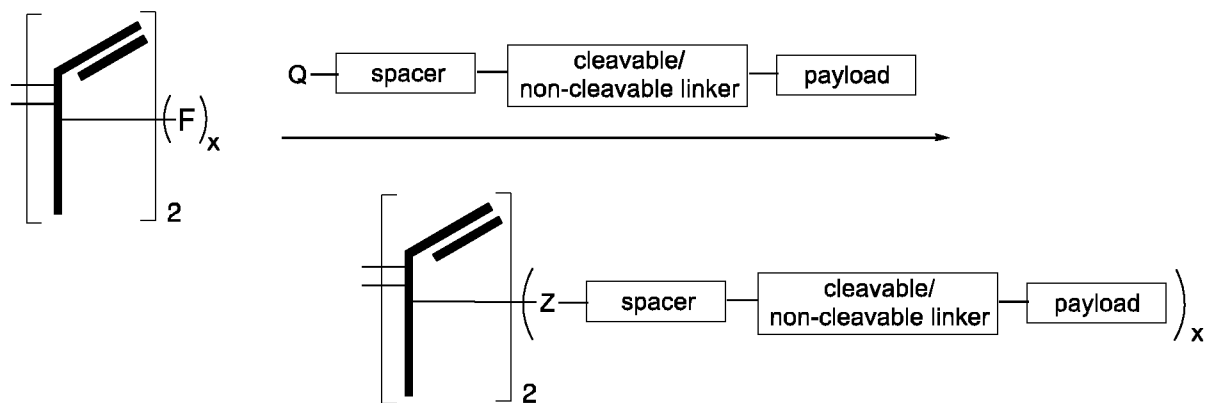 Q spacer cleavable/
non-cleavable linker payload
(F)x
2
Z spacer cleavable/
non-cleavable linker payload
x
2